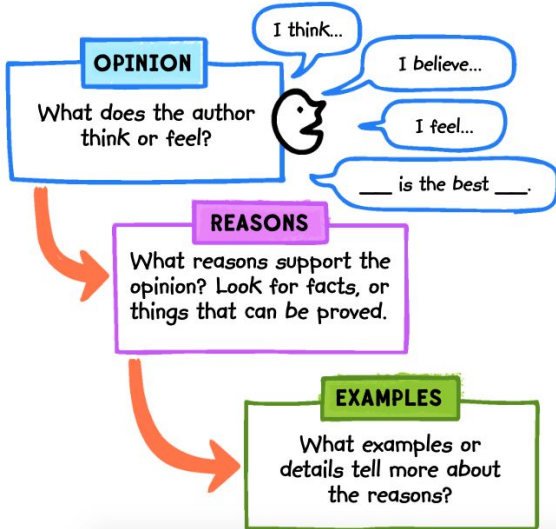 I think...
OPINION
I believe...
What does the author
think or feel?
I feel...
___ is the best ___.
REASONS
What reasons support the
opinion? Look for facts, or
things that can be proved.
EXAMPLES
What examples or
details tell more about
the reasons?